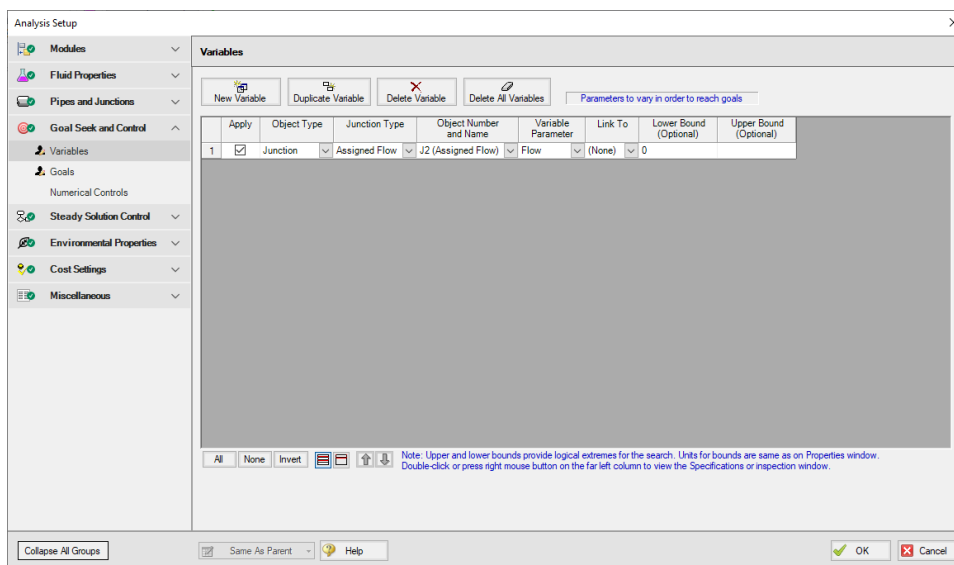 Analysis Setup
Modules
Fluid Properties
Pipes and Junctions
Goal Seek and Control
Variables
Goals
Numerical Controls
Steady Solution Control
Environmental Properties
Cost Settings
Miscellaneous
Collapse All Groups
Variables
New Variable
Duplicate Variable
Delete Variable
Delete All Variables
Parameters to vary in order to reach goals
Apply Object Type Junction Type Object Number and Name Variable Parameter Link To Lower Bound (Optional) Upper Bound (Optional)
1 Junction Assigned Flow J2 (Assigned Flow) Flow (None) 0
All None Invert
Note: Upper and lower bounds provide logical extremes for the search. Units for bounds are same as on Properties window.
Double-click or press right mouse button on the far left column to view the Specifications or inspection window.
Same As Parent
Help
OK
Cancel